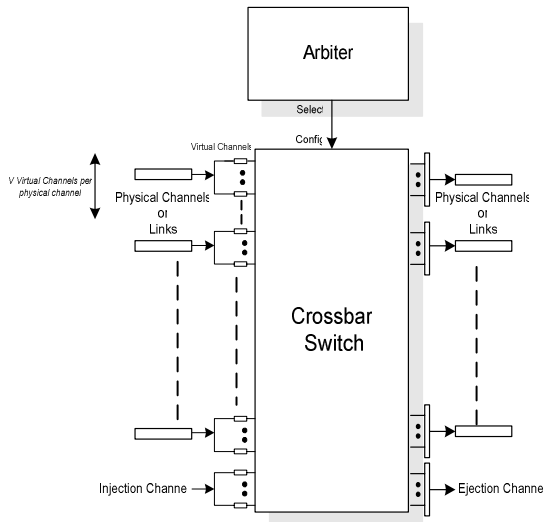 Arbiter
Select
Config
Virtual Channels
V Virtual Channels per
physical channel
Physical Channels
or
Links
Physical Channels
or
Links
Crossbar
Switch
Injection Channe
Ejection Channe